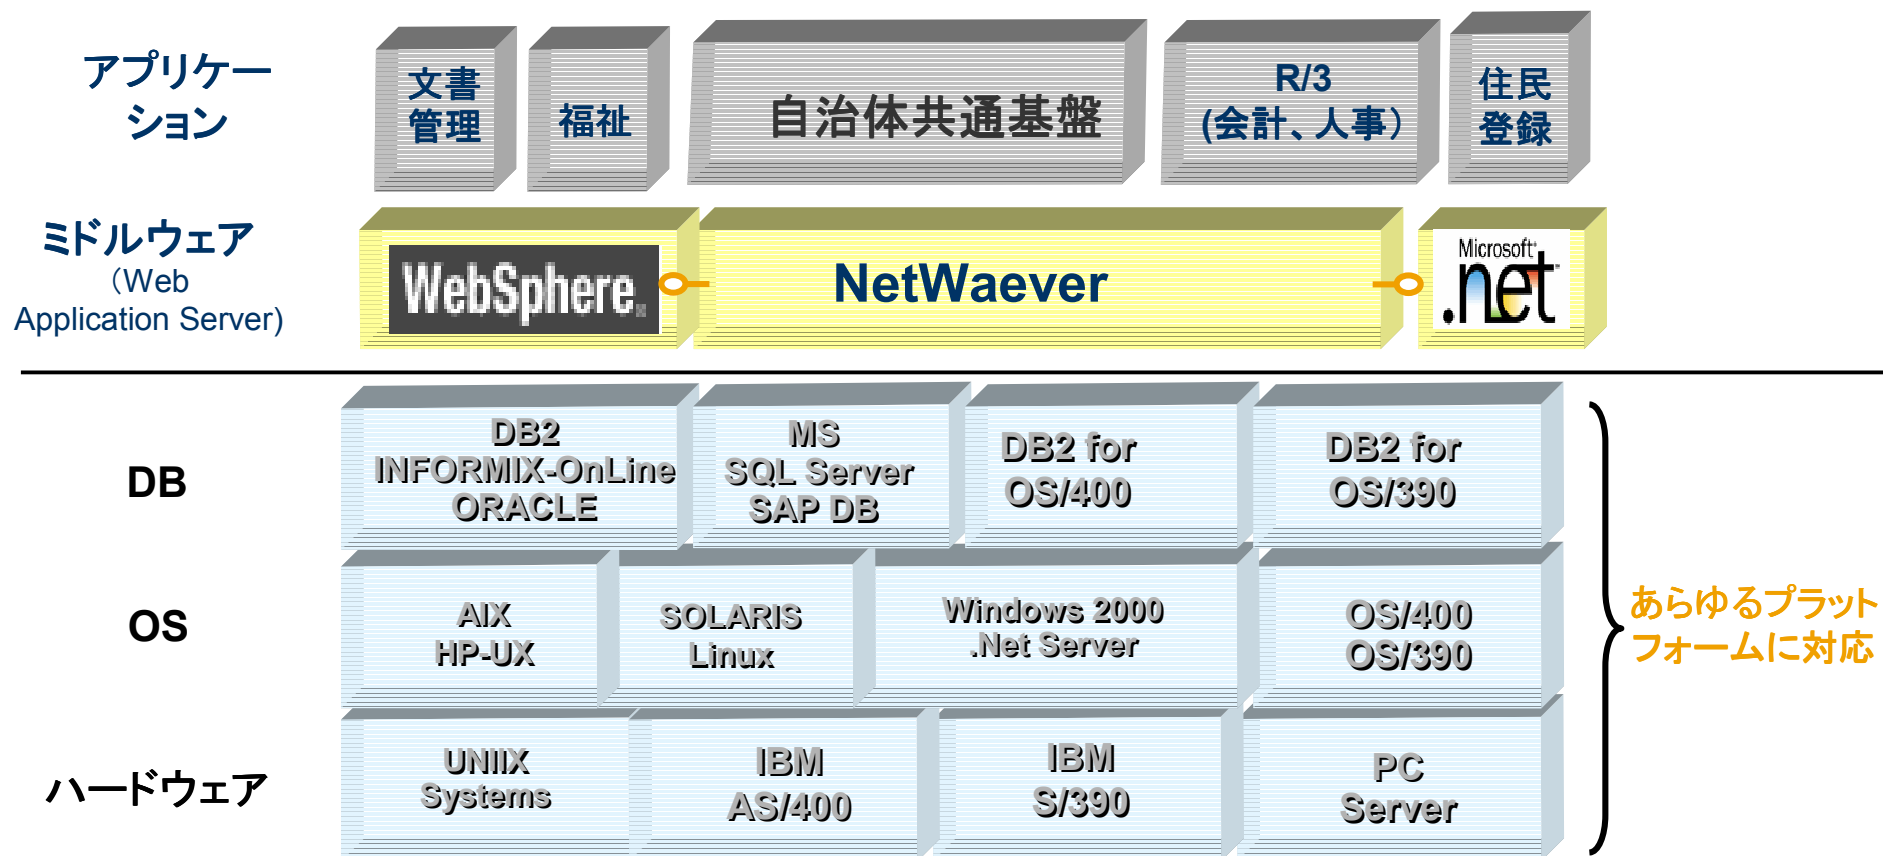 アプリケー
ション
文書
管理
福祉
自治体共通基盤
R/3
(会計、人事）
住民
登録
ミドルウェア
（Web
Application Server)
WebSphere®
NetWaever
Microsoft
.net
DB
DB2
INFORMIX-OnLine
ORACLE
MS
SQL Server
SAP DB
DB2 for
OS/400
DB2 for
OS/390
OS
AIX
HP-UX
SOLARIS
Linux
Windows 2000
.Net Server
OS/400
OS/390
あらゆるプラット
フォームに対応
ハードウェア
UNIIX
Systems
IBM
AS/400
IBM
S/390
PC
Server